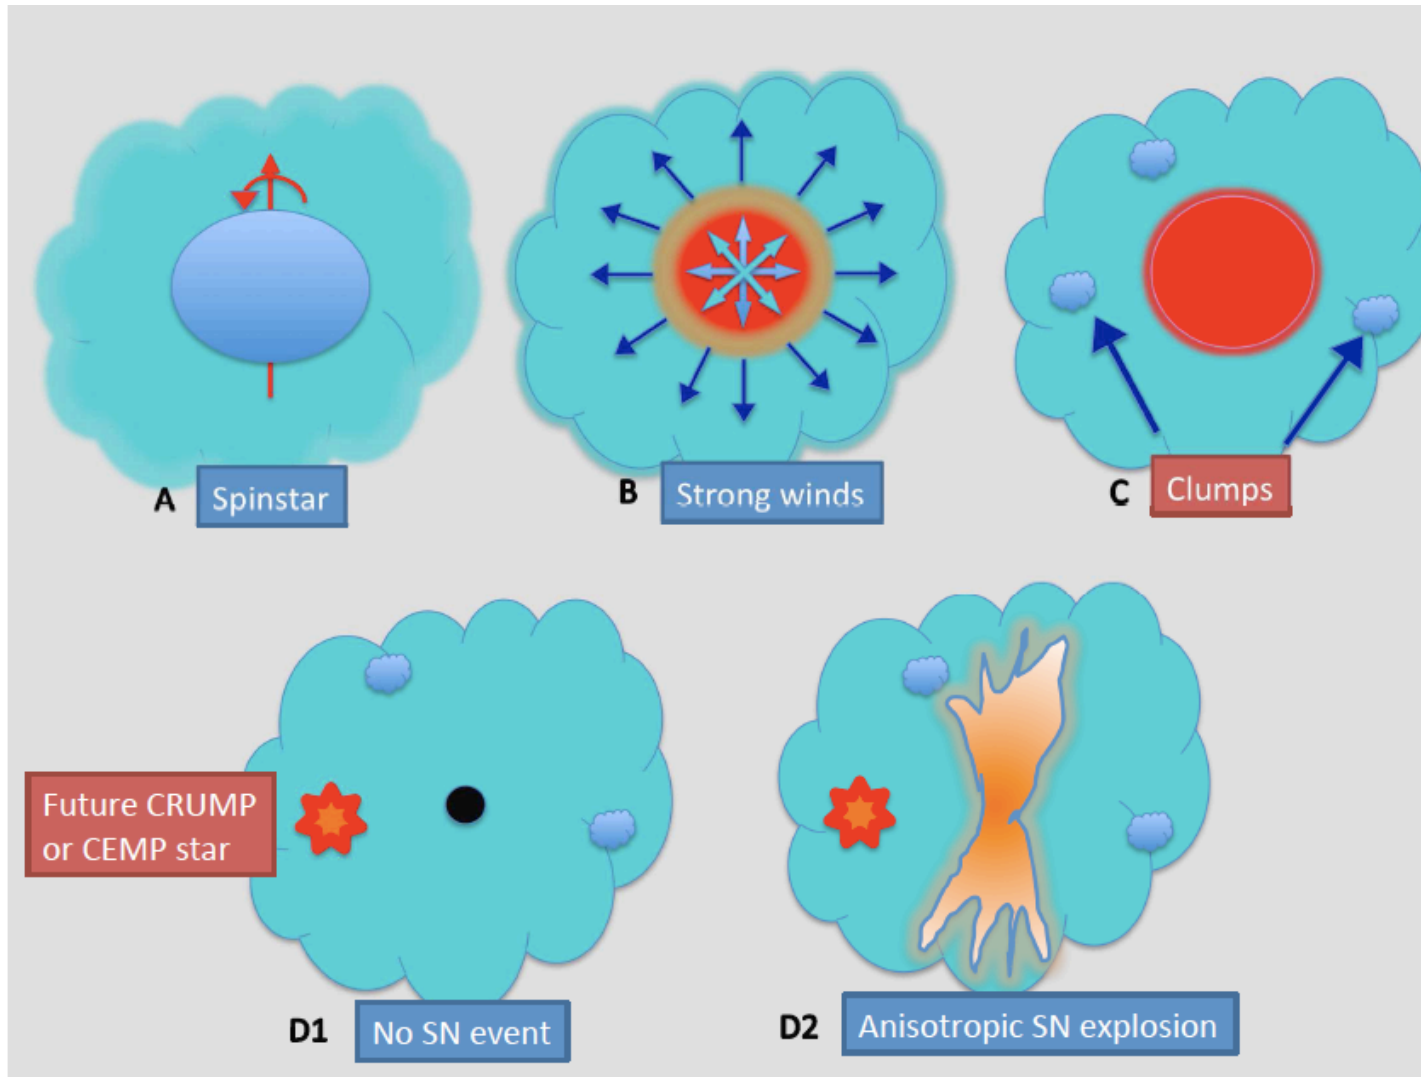 A Spinstar
B Strong winds
C Clumps
Future CRUMP
or CEMP star
D1 No SN event
D2 Anisotropic SN explosion